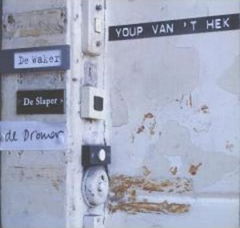 YOUP VAN 'T HEK
De Waker
De Slaper
de Dromer